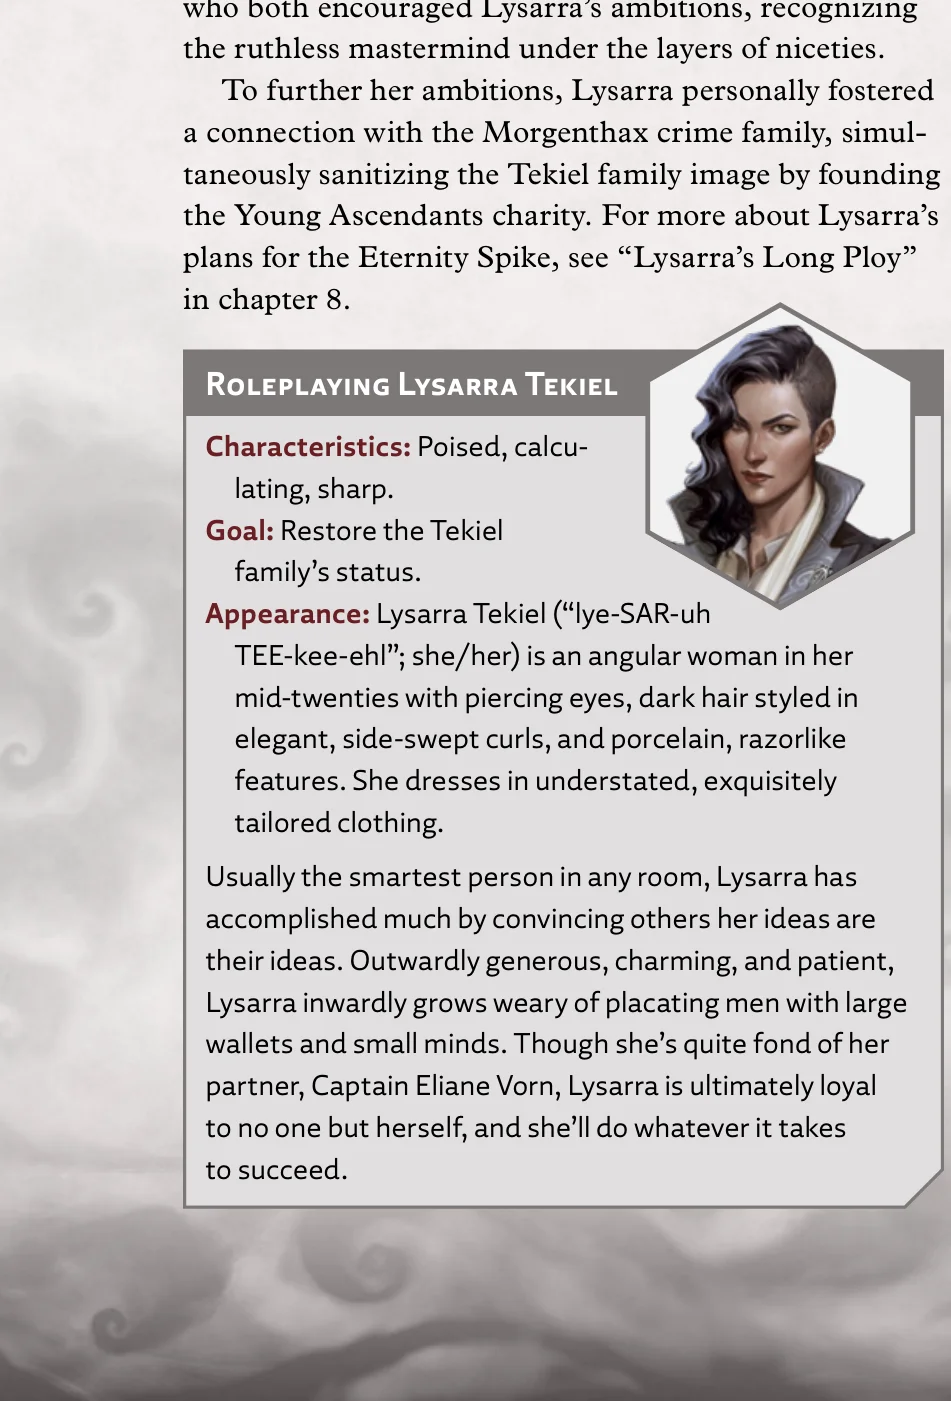 who both encouraged Lysarra’s ambitions, recognizing
the ruthless mastermind under the layers of niceties.
To further her ambitions, Lysarra personally fostered
a connection with the Morgenthax crime family, simul-
taneously sanitizing the Tekiel family image by founding
the Young Ascendants charity. For more about Lysarra’s
plans for the Eternity Spike, see “Lysarra’s Long Ploy”
in chapter 8.
Roleplaying Lysarra Tekiel
Characteristics: Poised, calcu-
lating, sharp.
Goal: Restore the Tekiel
family’s status.
Appearance: Lysarra Tekiel (“lye-SAR-uh
TEE-kee-ehl”; she/her) is an angular woman in her
mid-twenties with piercing eyes, dark hair styled in
elegant, side-swept curls, and porcelain, razorlike
features. She dresses in understated, exquisitely
tailored clothing.
Usually the smartest person in any room, Lysarra has
accomplished much by convincing others her ideas are
their ideas. Outwardly generous, charming, and patient,
Lysarra inwardly grows weary of placating men with large
wallets and small minds. Though she’s quite fond of her
partner, Captain Eliane Vorn, Lysarra is ultimately loyal
to no one but herself, and she’ll do whatever it takes
to succeed.